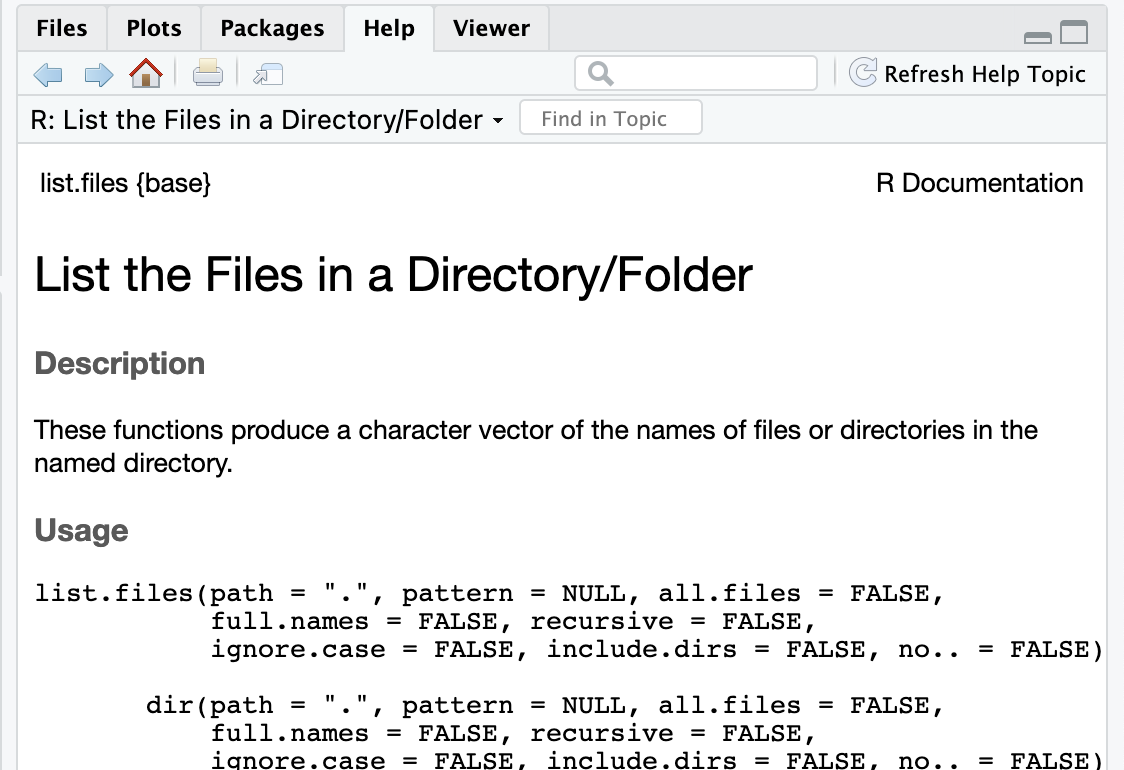 Files Plots Packages Help Viewer
Refresh Help Topic
R: List the Files in a Directory/Folder Find in Topic
list.files {base} R Documentation
List the Files in a Directory/Folder
Description
These functions produce a character vector of the names of files or directories in the
named directory.
Usage
list.files(path = ".", pattern = NULL, all.files = FALSE,
full.names = FALSE, recursive = FALSE,
ignore.case = FALSE, include.dirs = FALSE, no.. = FALSE)
dir(path = ".", pattern = NULL, all.files = FALSE,
full.names = FALSE, recursive = FALSE,
ignore.case = FALSE, include.dirs = FALSE, no.. = FALSE)